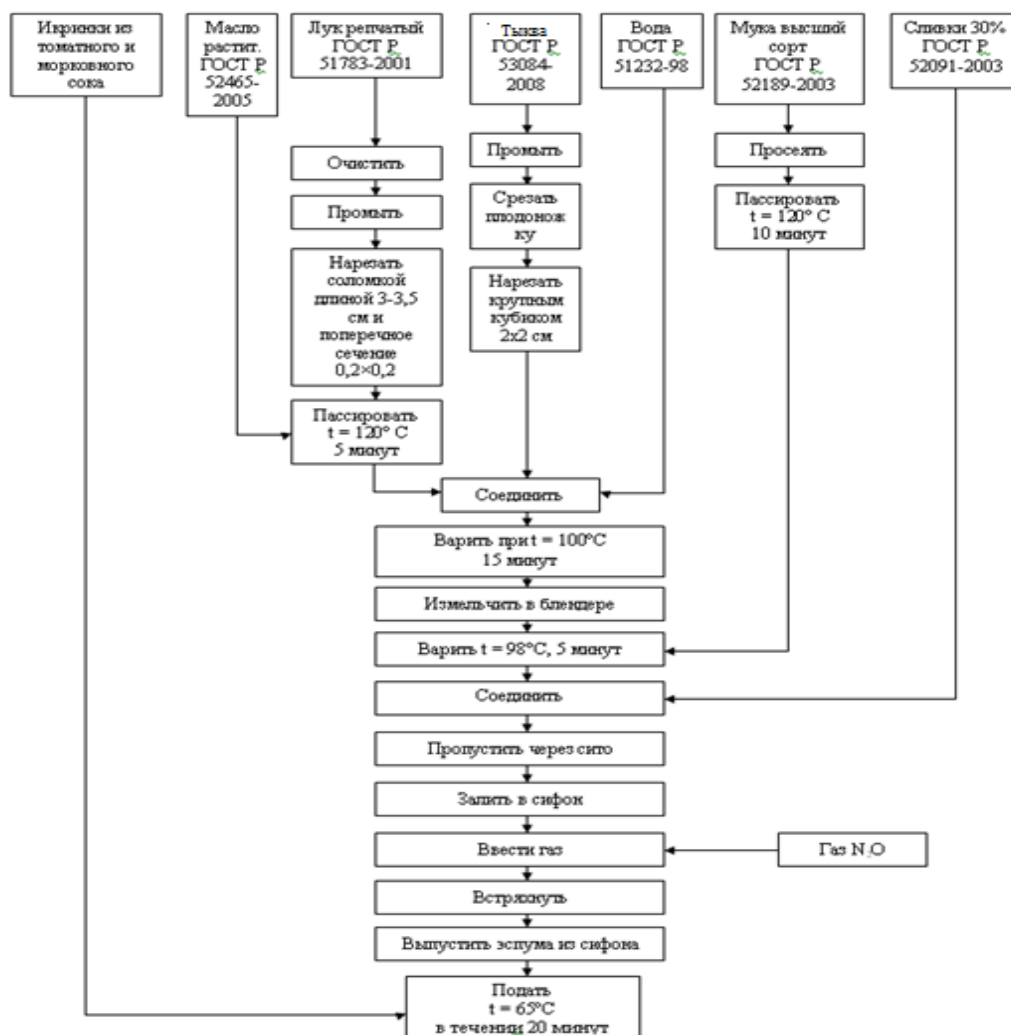 Икринки из
томатного и
морковного
сока
Масло
растит.
ГОСТ Р
52465-
2005
Лук репчатый
ГОСТ Р
51783-2001
Тыква
ГОСТ Р
53084-
2008
Вода
ГОСТ Р
51232-98
Мука высший
сорт
ГОСТ Р
52189-2003
Сливки 30%
ГОСТ Р
52091-2003
Очистить
Промыть
Просеять
Промыть
Срезать
плодонож
ку
Пассировать
t = 120° С
10 минут
Нарезать
соломкой
длиной 3-3,5
см и
поперечное
сечение
0,2×0,2
Нарезать
крупным
кубиком
2х2 см
Пассировать
t = 120° С
5 минут
Соединить
Варить при t = 100°С
15 минут
Измельчить в блендере
Варить t = 98°С, 5 минут
Соединить
Пропустить через сито
Залить в сифон
Ввести газ
Газ N₂O
Встряхнуть
Выпустить эспума из сифона
Подать
t = 65°С
в течении 20 минут